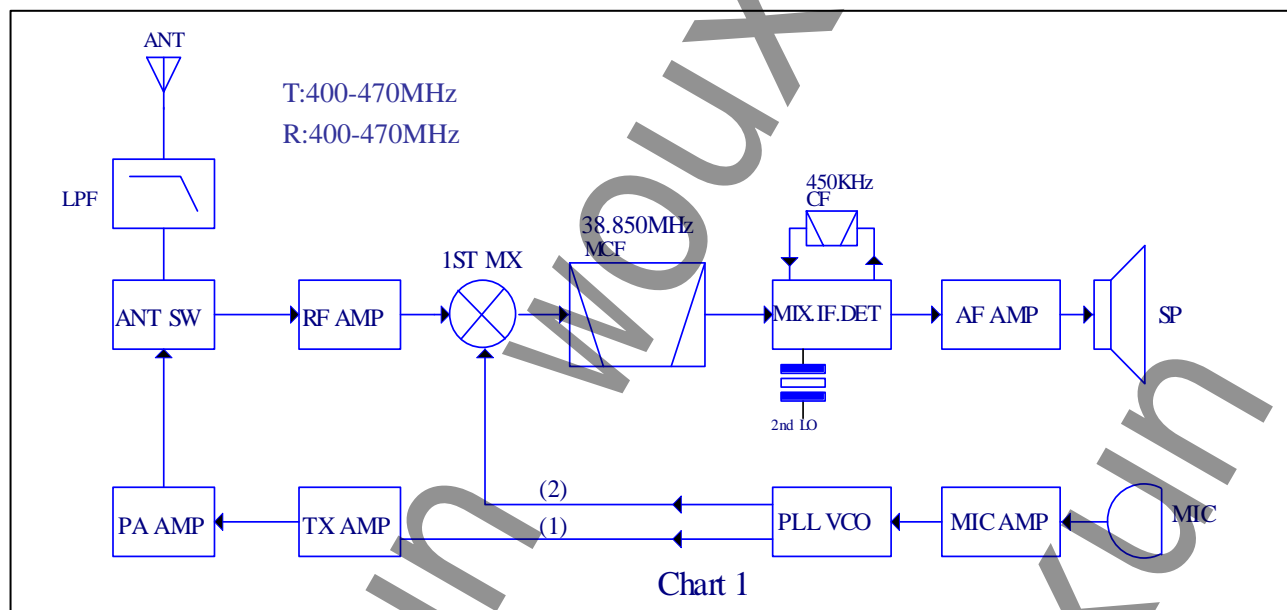 ANT
T:400-470MHz
R:400-470MHz
LPF
450KHz
CF
38.850MHz
MCF
1ST MX
ANT SW
RF AMP
MIX.IF.DET
AF AMP
SP
2nd LO
(2)
(1)
PA AMP
TX AMP
PLL VCO
MIC AMP
MIC
Chart 1
wouxun